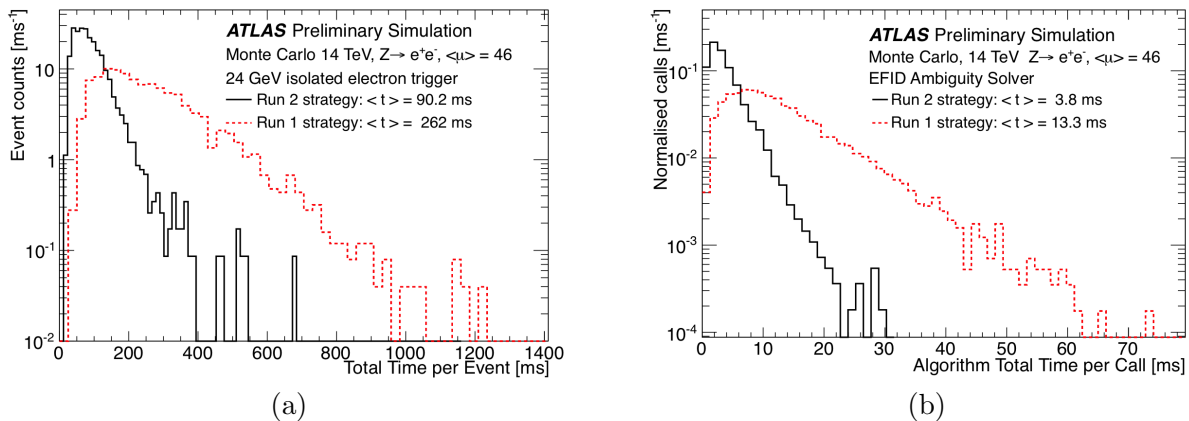 Event counts [ms⁻¹]
10
1
10⁻¹
10⁻²
ATLAS Preliminary Simulation
Monte Carlo 14 TeV, Z→ e⁺e⁻, <μ> = 46
24 GeV isolated electron trigger
Run 2 strategy: < t > = 90.2 ms
Run 1 strategy: < t > = 262 ms
0 200 400 600 800 1000 1200 1400
Total Time per Event [ms]
(a)
Normalised calls [ms⁻¹]
10⁻¹
10⁻²
10⁻³
10⁻⁴
ATLAS Preliminary Simulation
Monte Carlo, 14 TeV Z→ e⁺e⁻, <μ> = 46
EFID Ambiguity Solver
Run 2 strategy: < t > = 3.8 ms
Run 1 strategy: < t > = 13.3 ms
0 10 20 30 40 50 60 70
Algorithm Total Time per Call [ms]
(b)